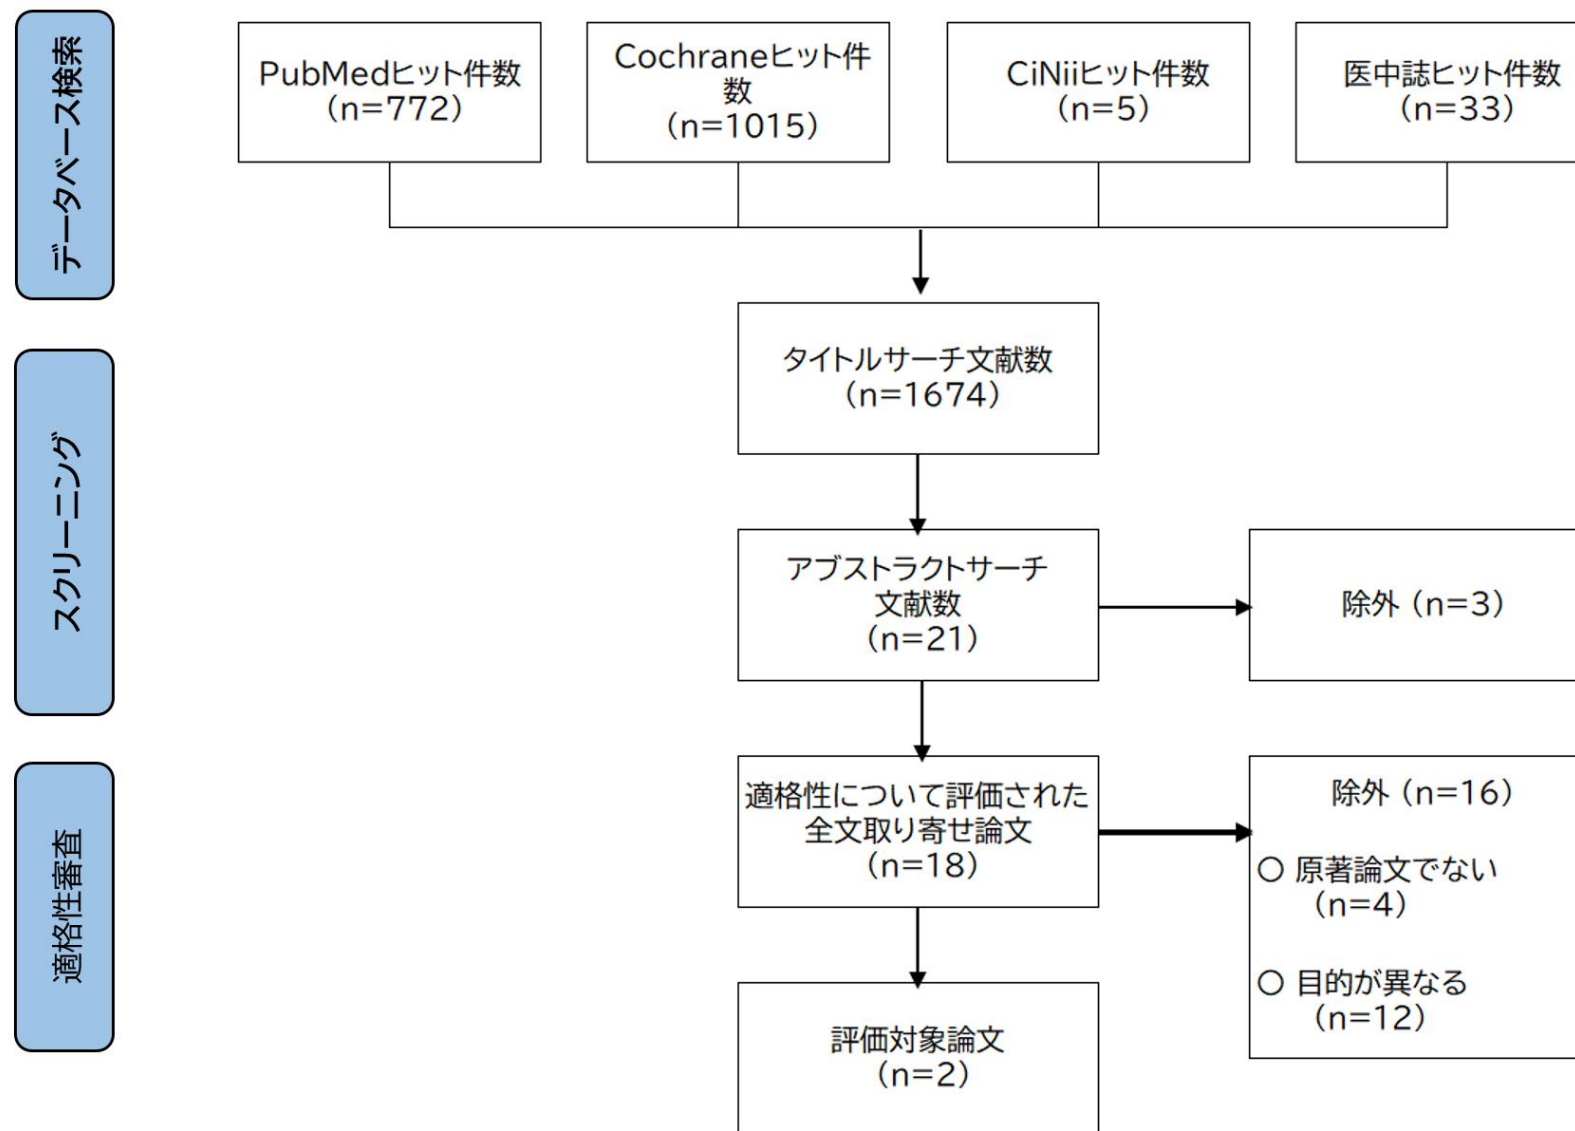 データベース検索
PubMedヒット件数
(n=772)
Cochraneヒット件
数
(n=1015)
CiNiiヒット件数
(n=5)
医中誌ヒット件数
(n=33)
スクリーニング
タイトルサーチ文献数
(n=1674)
アブストラクトサーチ
文献数
(n=21)
除外 (n=3)
適格性審査
適格性について評価された
全文取り寄せ論文
(n=18)
除外 (n=16)
○ 原著論文でない
(n=4)
○ 目的が異なる
(n=12)
評価対象論文
(n=2)